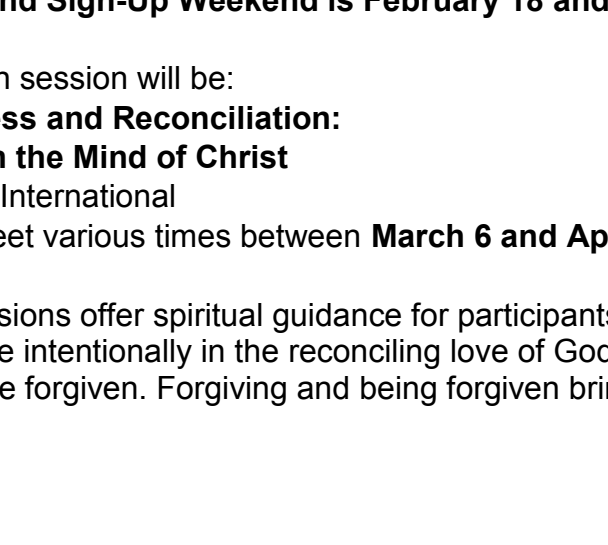 nd Sign-Up Weekend is February 18 and
n session will be:
ss and Reconciliation:
n the Mind of Christ
International
eet various times between March 6 and Ap
sions offer spiritual guidance for participants
e intentionally in the reconciling love of God
e forgiven. Forgiving and being forgiven brin